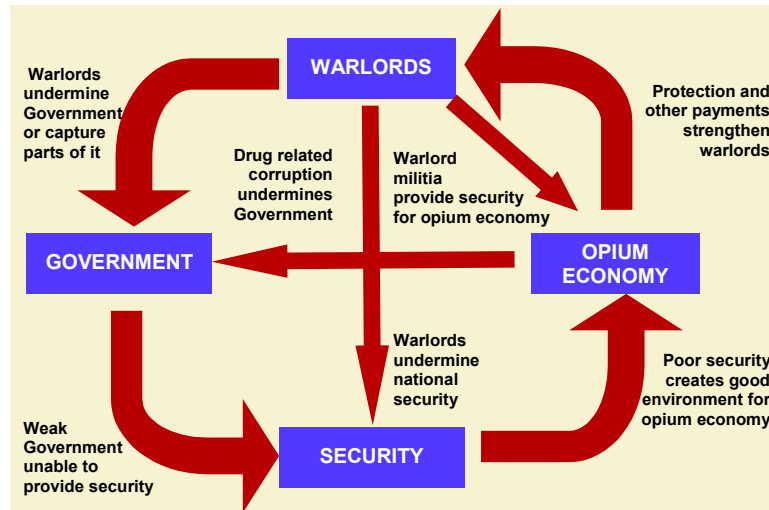 WARLORDS
Warlords
undermine
Government
or capture
parts of it
Protection and
other payments
strengthen
warlords
Drug related
corruption
undermines
Government
Warlord
militia
provide security
for opium economy
GOVERNMENT
OPIUM
ECONOMY
Warlords
undermine
national
security
Poor security
creates good
environment for
opium economy
Weak
Government
unable to
provide security
SECURITY